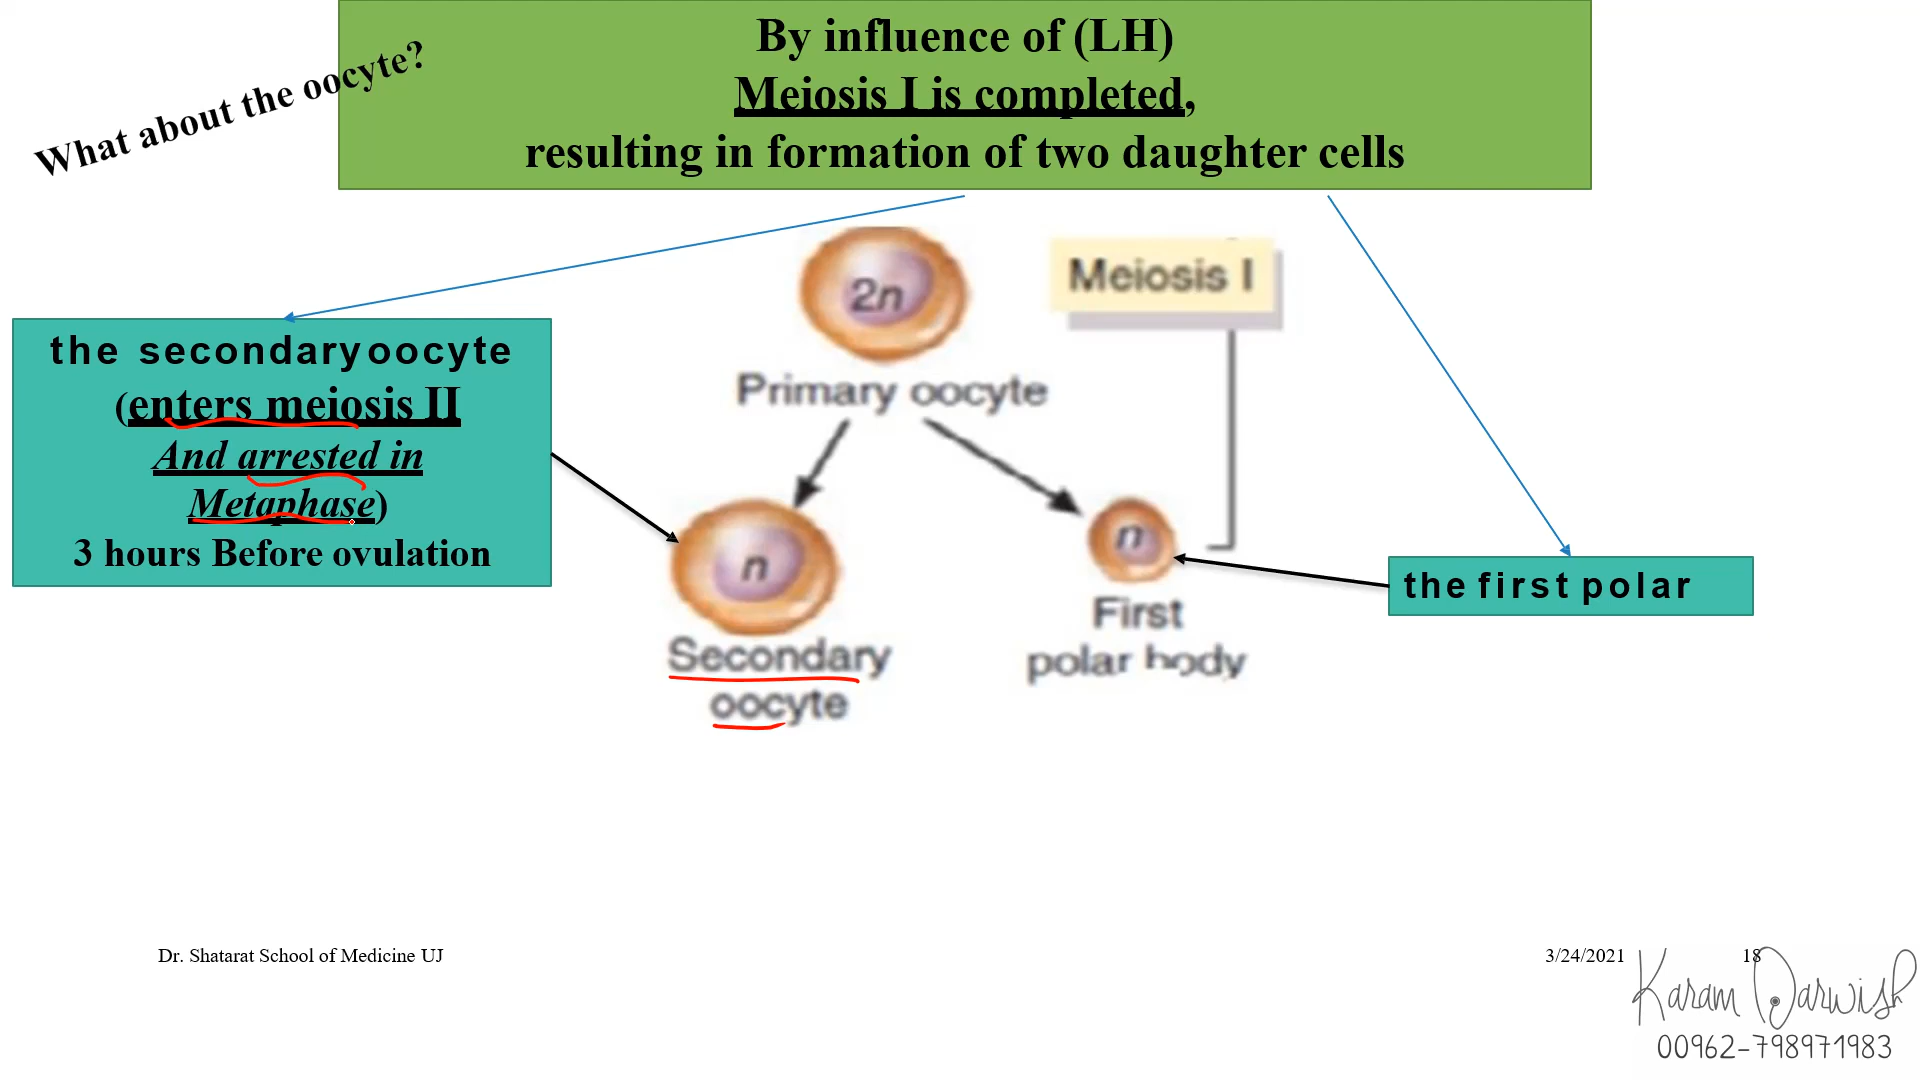 What about the oocyte?
By influence of (LH)
Meiosis I is completed,
resulting in formation of two daughter cells
2n
Meiosis I
Primary oocyte
the secondary oocyte
(enters meiosis II
And arrested in
Metaphase)
3 hours Before ovulation
n
n
Secondary
oocyte
First
polar body
the first polar
Dr. Shatarat School of Medicine UJ
3/24/2021
18
Karam Darwish
00962-798971983